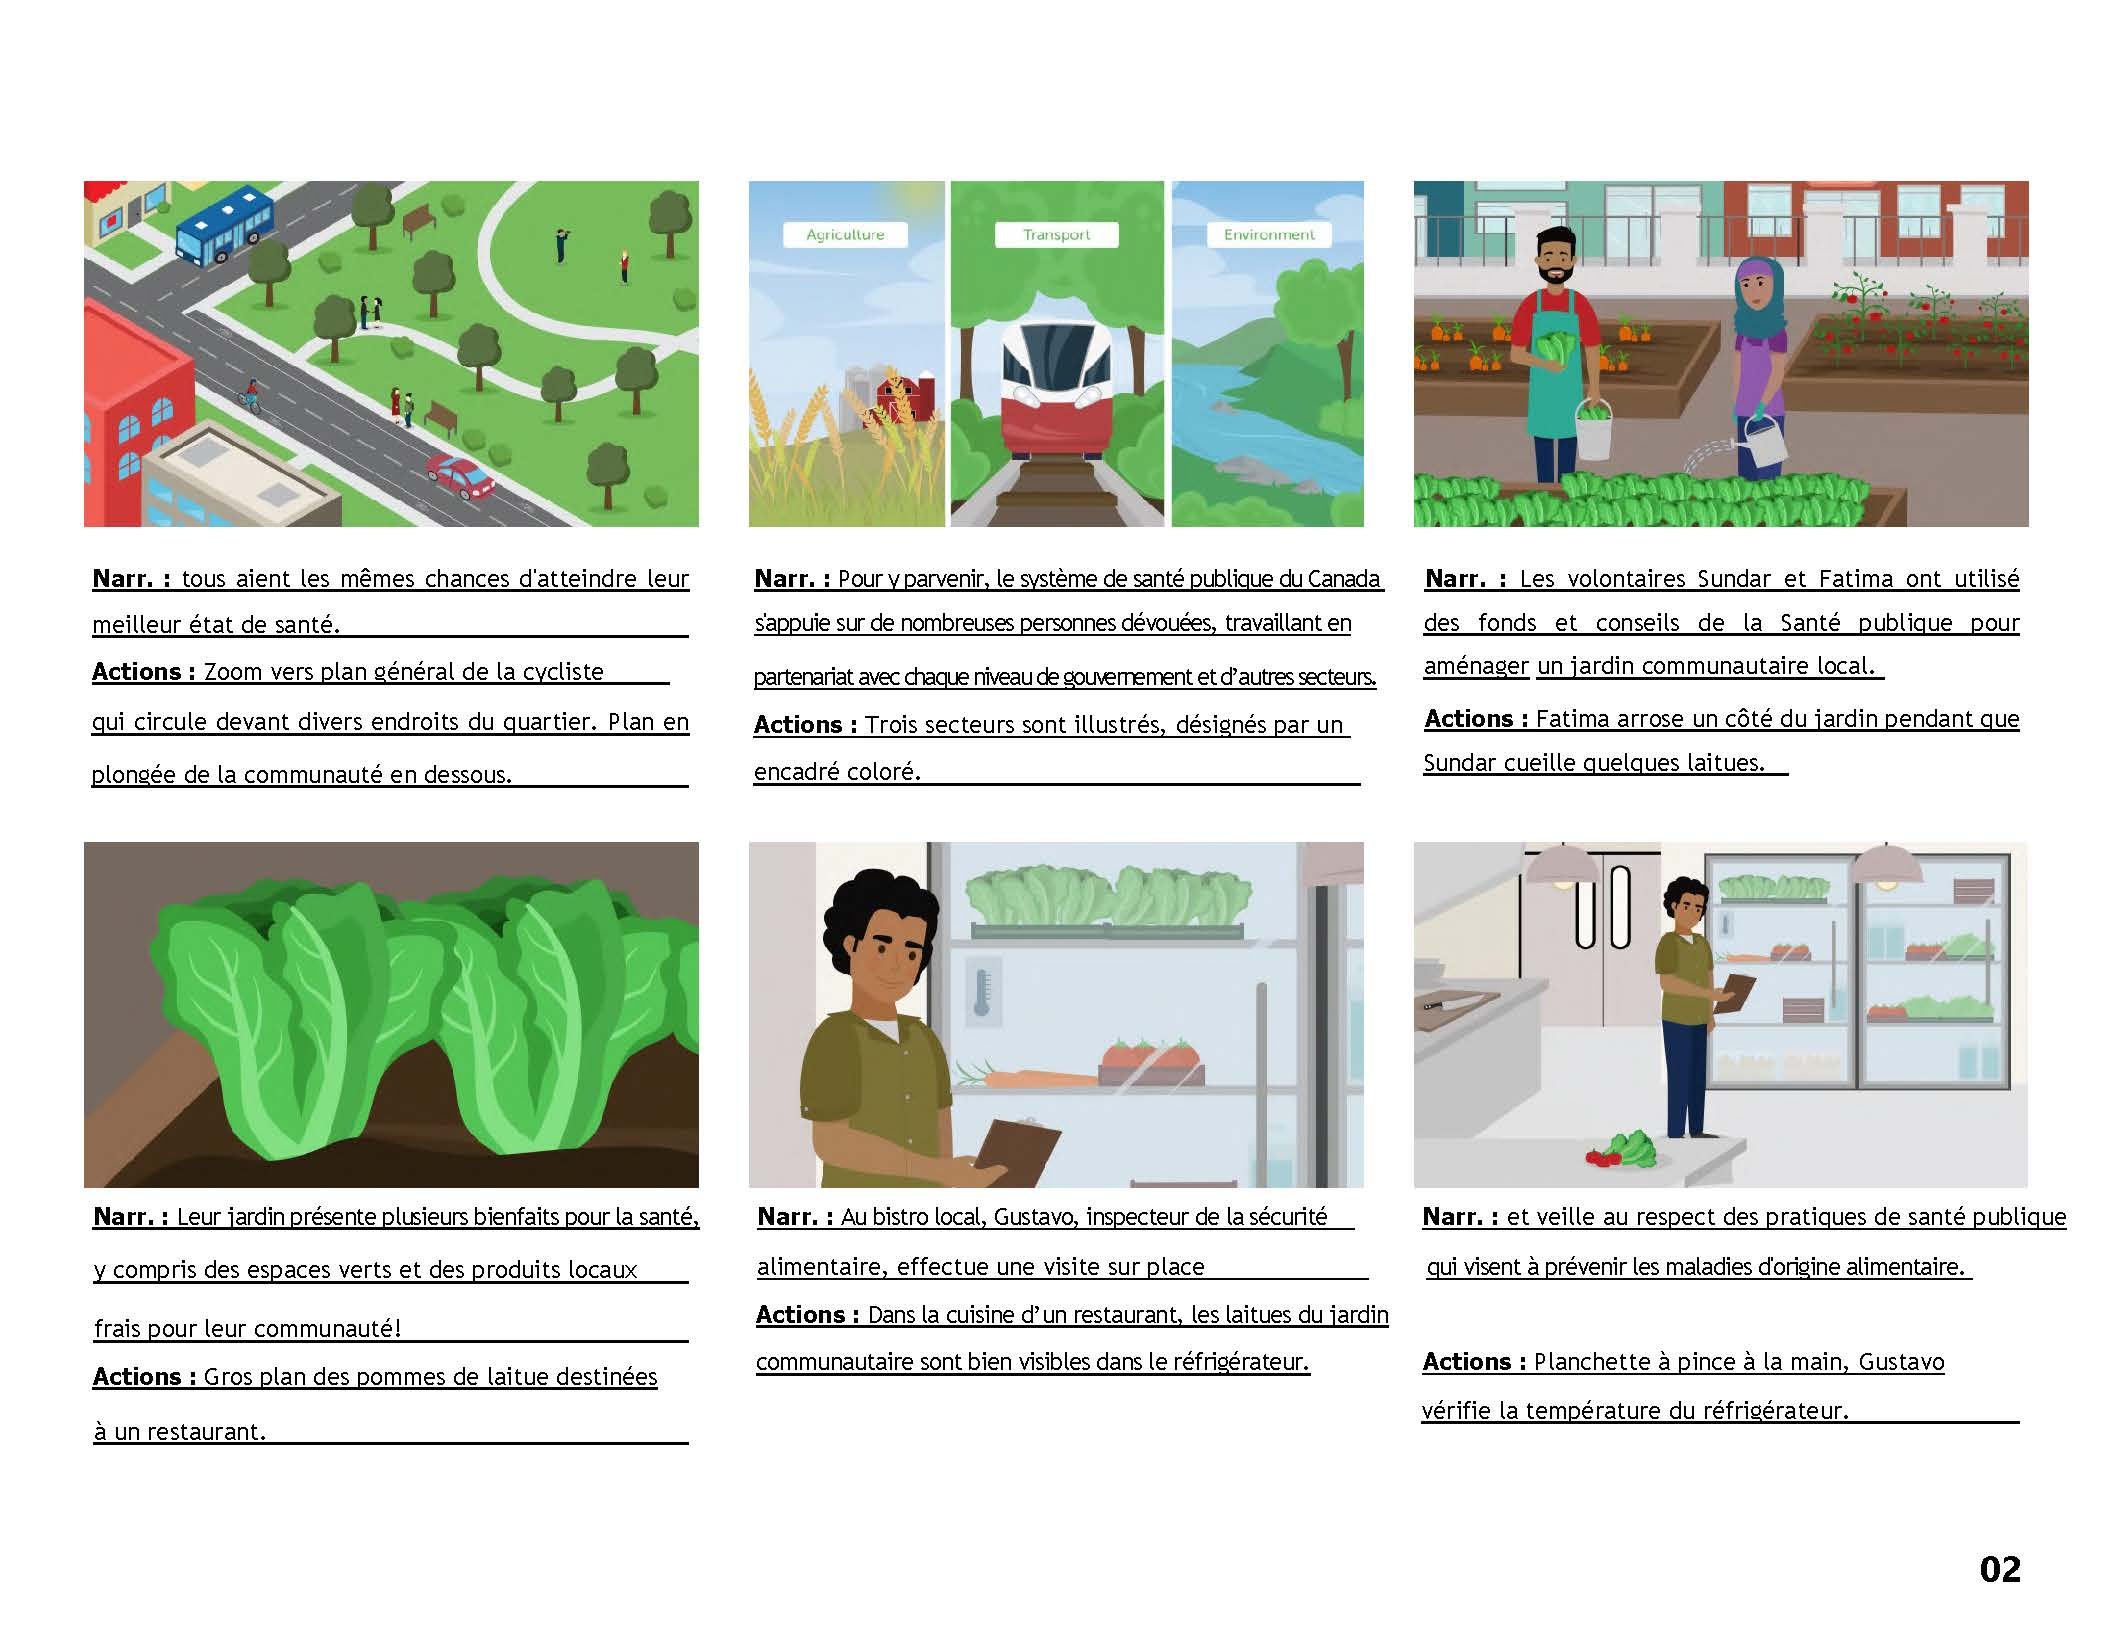 Agriculture
Transport
Environment
Narr. : tous aient les mêmes chances d'atteindre leur
meilleur état de santé.
Actions : Zoom vers plan général de la cycliste
qui circule devant divers endroits du quartier. Plan en
plongée de la communauté en dessous.
Narr. : Pour y parvenir, le système de santé publique du Canada
s'appuie sur de nombreuses personnes dévouées, travaillant en
partenariat avec chaque niveau de gouvernement et d’autres secteurs.
Actions : Trois secteurs sont illustrés, désignés par un
encadré coloré.
Narr. : Les volontaires Sundar et Fatima ont utilisé
des fonds et conseils de la Santé publique pour
aménager un jardin communautaire local.
Actions : Fatima arrose un côté du jardin pendant que
Sundar cueille quelques laitues.
Narr. : Leur jardin présente plusieurs bienfaits pour la santé,
y compris des espaces verts et des produits locaux
frais pour leur communauté!
Actions : Gros plan des pommes de laitue destinées
à un restaurant.
Narr. : Au bistro local, Gustavo, inspecteur de la sécurité
alimentaire, effectue une visite sur place
Actions : Dans la cuisine d’un restaurant, les laitues du jardin
communautaire sont bien visibles dans le réfrigérateur.
Narr. : et veille au respect des pratiques de santé publique
qui visent à prévenir les maladies d'origine alimentaire.
Actions : Planchette à pince à la main, Gustavo
vérifie la température du réfrigérateur.
02